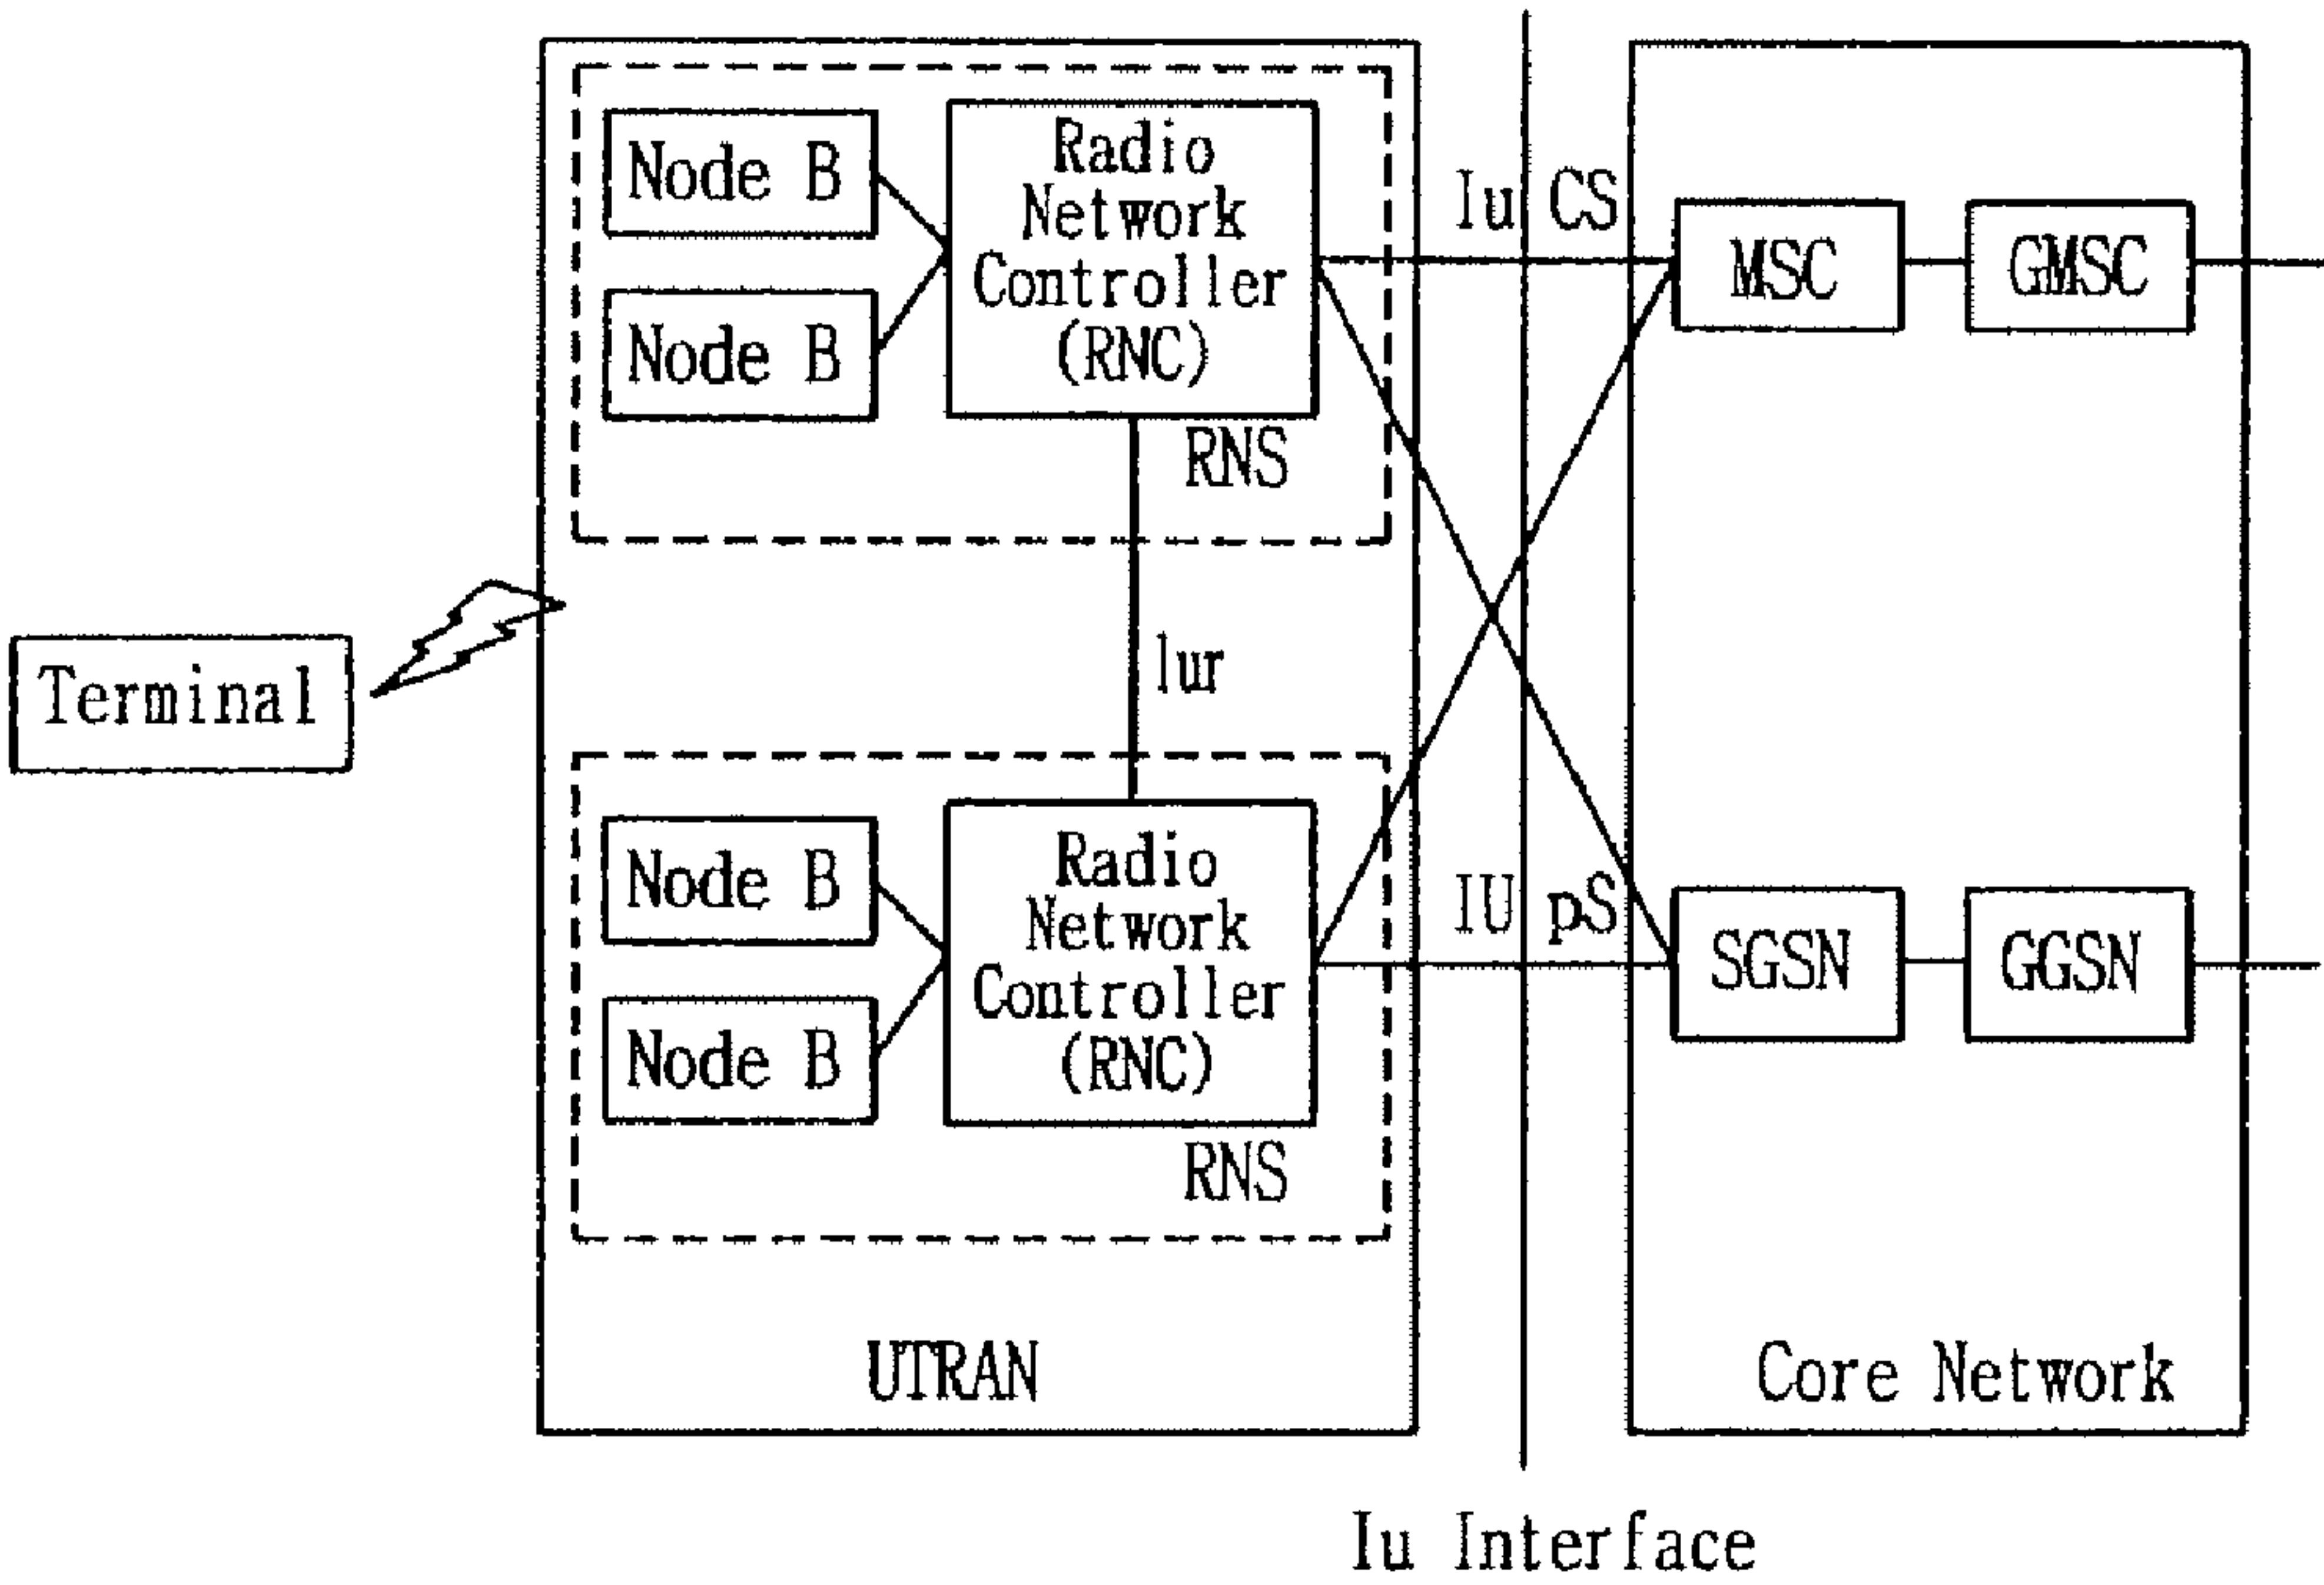 Node B
Node B
Radio
Network
Controller
(RNC)
RNS
Iu CS
MSC
GMSC
Terminal
lur
Node B
Node B
Radio
Network
Controller
(RNC)
RNS
IU pS
SGSN
GGSN
UTRAN
Core Network
Iu Interface